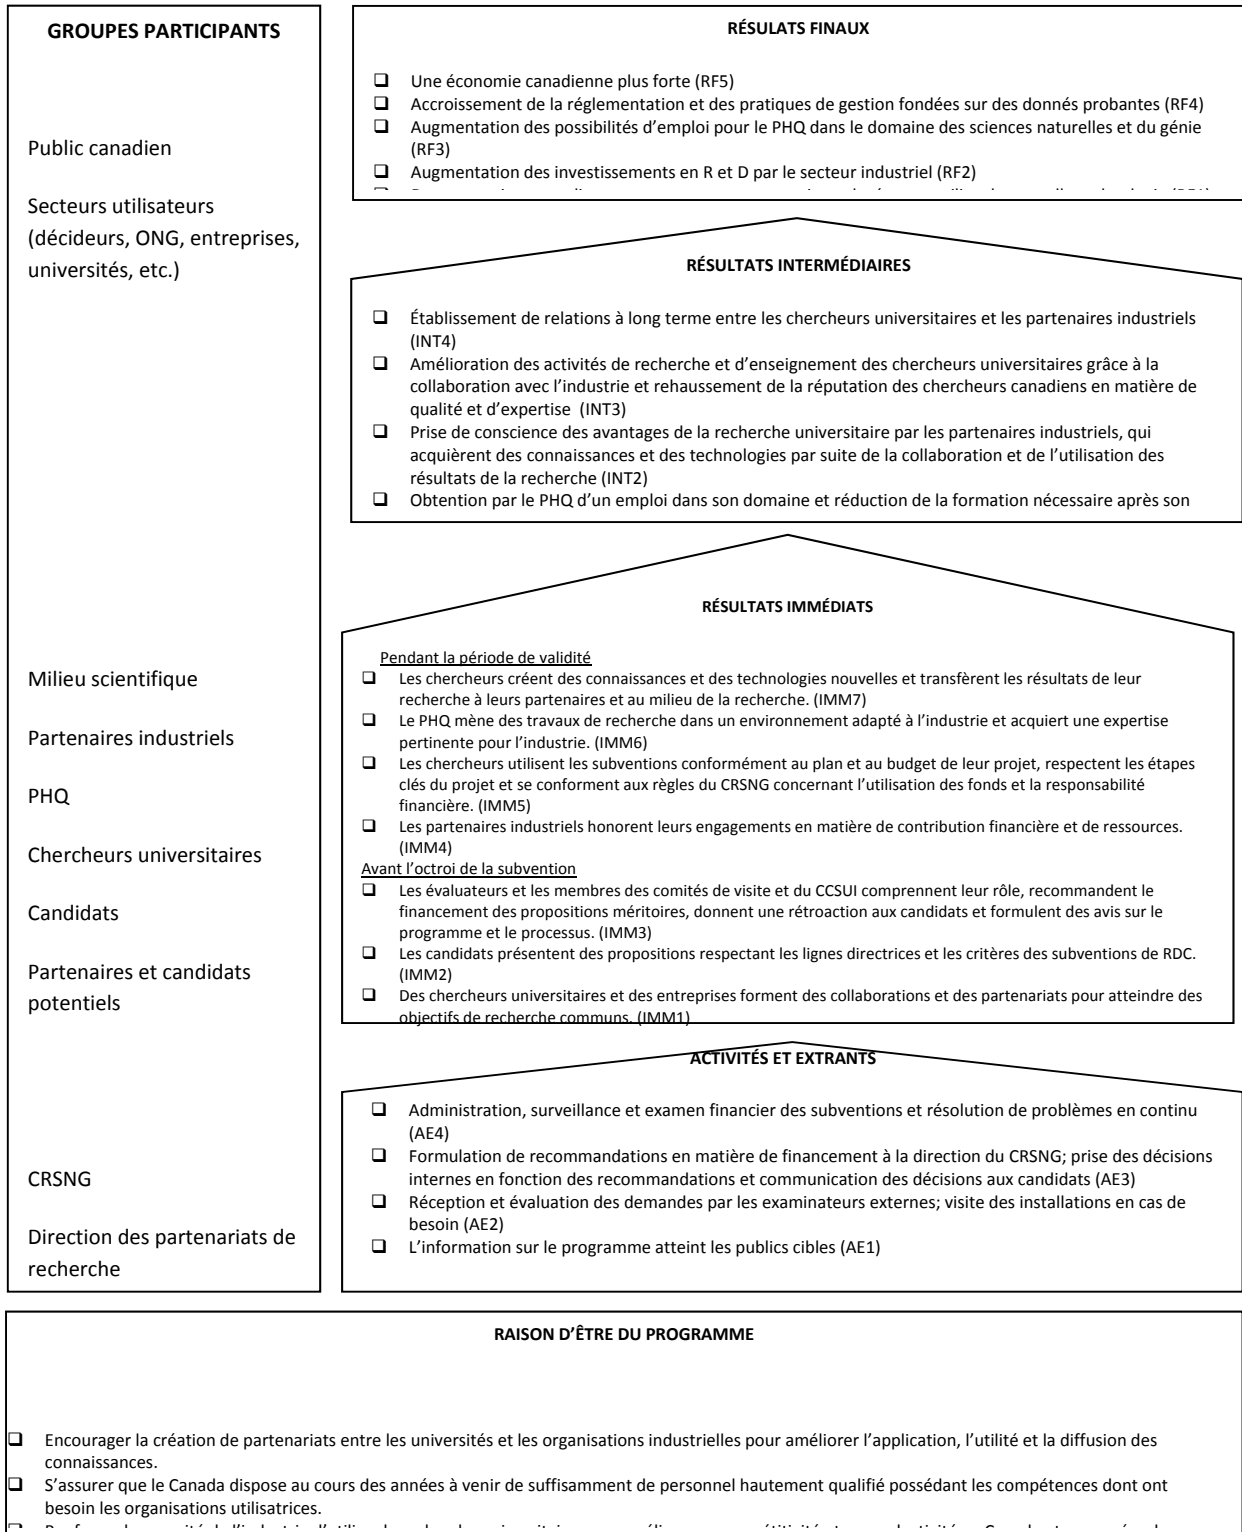 GROUPES PARTICIPANTS
Public canadien
Secteurs utilisateurs
(décideurs, ONG, entreprises,
universités, etc.)
Milieu scientifique
Partenaires industriels
PHQ
Chercheurs universitaires
Candidats
Partenaires et candidats
potentiels
CRSNG
Direction des partenariats de
recherche
RÉSULATS FINAUX
❑ Une économie canadienne plus forte (RF5)
❑ Accroissement de la réglementation et des pratiques de gestion fondées sur des donnés probantes (RF4)
❑ Augmentation des possibilités d’emploi pour le PHQ dans le domaine des sciences naturelles et du génie
(RF3)
❑ Augmentation des investissements en R et D par le secteur industriel (RF2)
RÉSULTATS INTERMÉDIAIRES
❑ Établissement de relations à long terme entre les chercheurs universitaires et les partenaires industriels
(INT4)
❑ Amélioration des activités de recherche et d’enseignement des chercheurs universitaires grâce à la
collaboration avec l’industrie et rehaussement de la réputation des chercheurs canadiens en matière de
qualité et d’expertise (INT3)
❑ Prise de conscience des avantages de la recherche universitaire par les partenaires industriels, qui
acquièrent des connaissances et des technologies par suite de la collaboration et de l’utilisation des
résultats de la recherche (INT2)
❑ Obtention par le PHQ d’un emploi dans son domaine et réduction de la formation nécessaire après son
RÉSULTATS IMMÉDIATS
Pendant la période de validité
❑ Les chercheurs créent des connaissances et des technologies nouvelles et transfèrent les résultats de leur
recherche à leurs partenaires et au milieu de la recherche. (IMM7)
❑ Le PHQ mène des travaux de recherche dans un environnement adapté à l’industrie et acquiert une expertise
pertinente pour l’industrie. (IMM6)
❑ Les chercheurs utilisent les subventions conformément au plan et au budget de leur projet, respectent les étapes
clés du projet et se conforment aux règles du CRSNG concernant l’utilisation des fonds et la responsabilité
financière. (IMM5)
❑ Les partenaires industriels honorent leurs engagements en matière de contribution financière et de ressources.
(IMM4)
Avant l’octroi de la subvention
❑ Les évaluateurs et les membres des comités de visite et du CCSUI comprennent leur rôle, recommandent le
financement des propositions méritoires, donnent une rétroaction aux candidats et formulent des avis sur le
programme et le processus. (IMM3)
❑ Les candidats présentent des propositions respectant les lignes directrices et les critères des subventions de RDC.
(IMM2)
❑ Des chercheurs universitaires et des entreprises forment des collaborations et des partenariats pour atteindre des
objectifs de recherche communs. (IMM1)
ACTIVITÉS ET EXTRANTS
❑ Administration, surveillance et examen financier des subventions et résolution de problèmes en continu
(AE4)
❑ Formulation de recommandations en matière de financement à la direction du CRSNG; prise des décisions
internes en fonction des recommandations et communication des décisions aux candidats (AE3)
❑ Réception et évaluation des demandes par les examinateurs externes; visite des installations en cas de
besoin (AE2)
❑ L’information sur le programme atteint les publics cibles (AE1)
RAISON D’ÊTRE DU PROGRAMME
❑ Encourager la création de partenariats entre les universités et les organisations industrielles pour améliorer l’application, l’utilité et la diffusion des
connaissances.
❑ S’assurer que le Canada dispose au cours des années à venir de suffisamment de personnel hautement qualifié possédant les compétences dont ont
besoin les organisations utilisatrices.